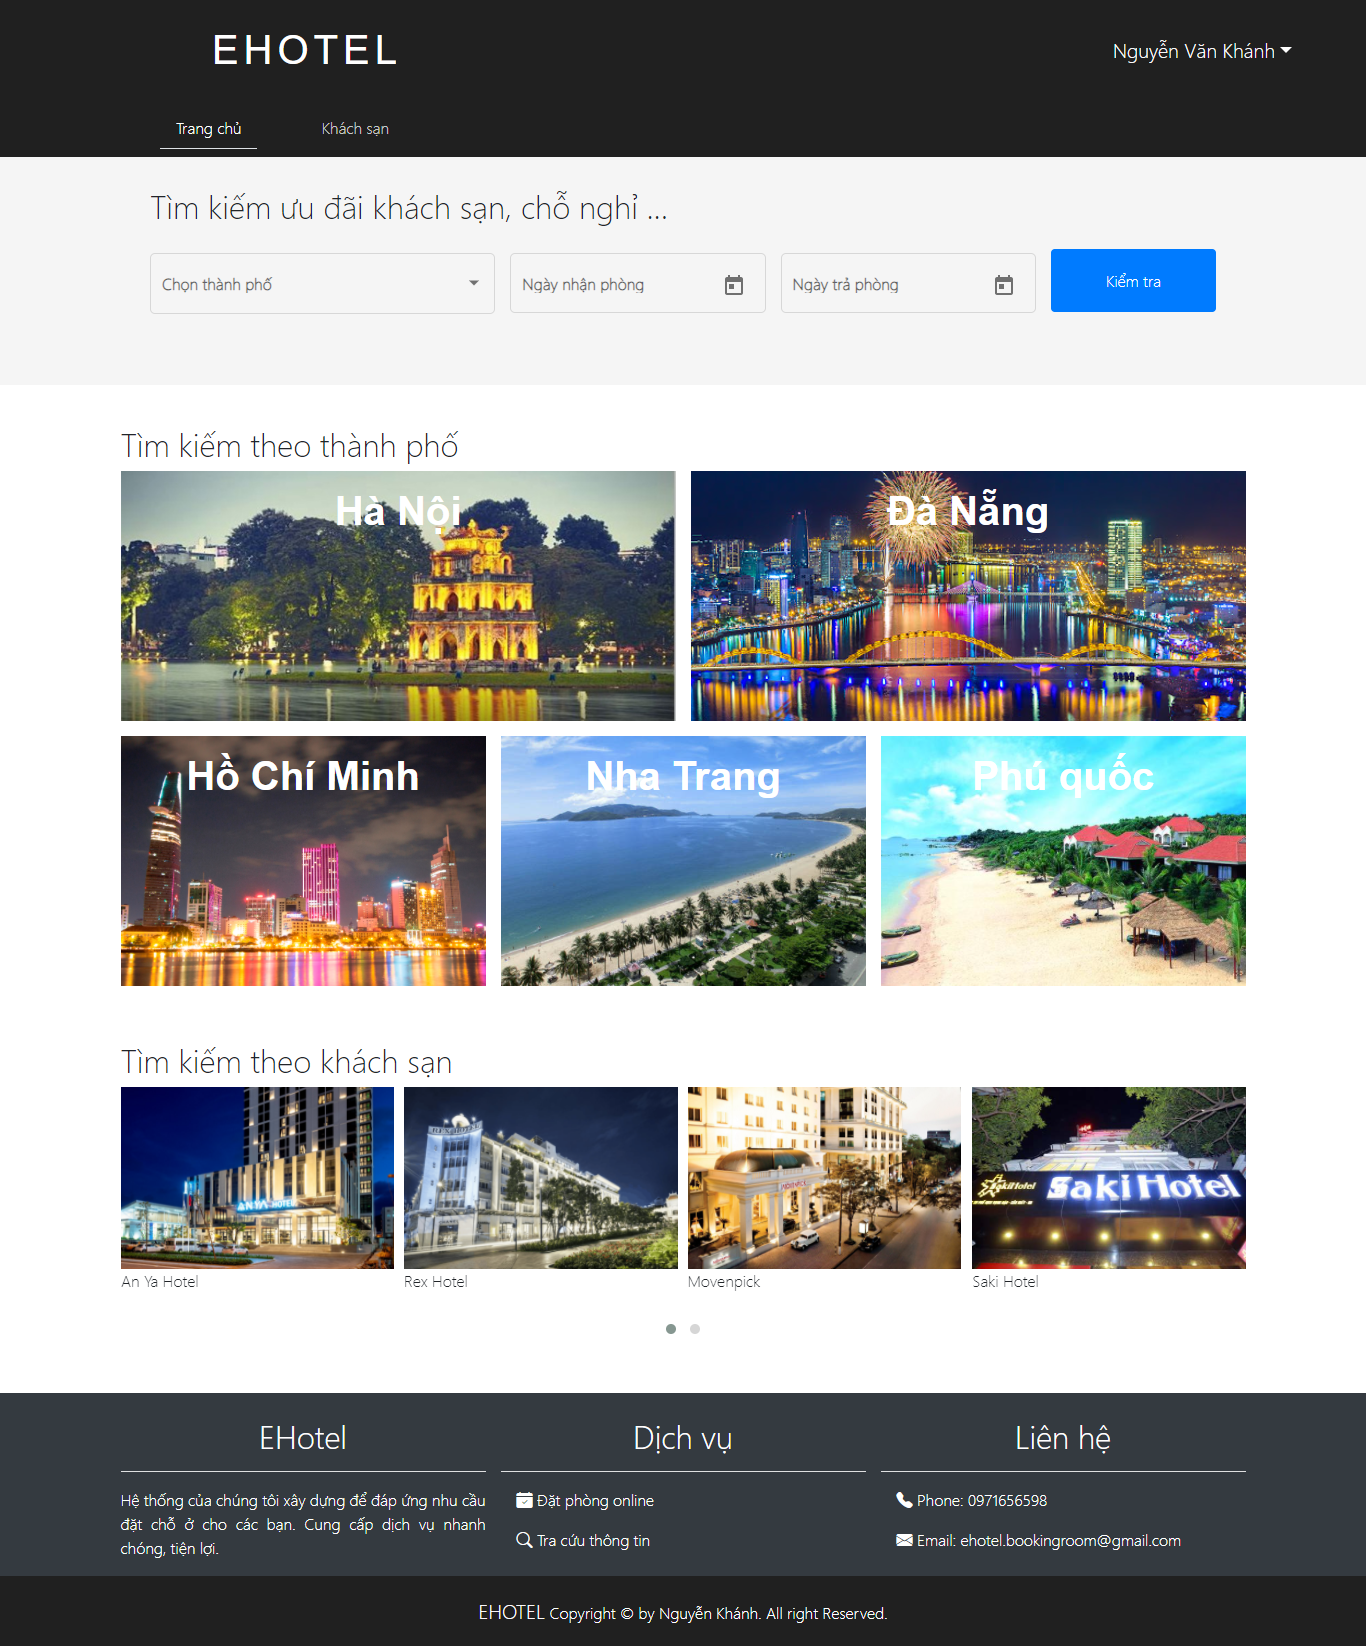 EHOTEL
Nguyễn Văn Khánh
Trang chủ
Khách sạn
Tìm kiếm ưu đãi khách sạn, chỗ nghỉ ...
Chọn thành phố
Ngày nhận phòng
Ngày trả phòng
Kiểm tra
Tìm kiếm theo thành phố
Hà Nội
Đà Nẵng
Hồ Chí Minh
Nha Trang
Phú quốc
Tìm kiếm theo khách sạn
ANYA HOTEL
SakiHotel
SakiHotel
An Ya Hotel
Rex Hotel
Movenpick
Saki Hotel
EHotel
Dịch vụ
Liên hệ
Hệ thống của chúng tôi xây dựng để đáp ứng nhu cầu
đặt chỗ ở cho các bạn. Cung cấp dịch vụ nhanh
chóng, tiện lợi.
Đặt phòng online
Tra cứu thông tin
Phone: 0971656598
Email: ehotel.bookingroom@gmail.com
EHOTEL Copyright © by Nguyễn Khánh. All right Reserved.